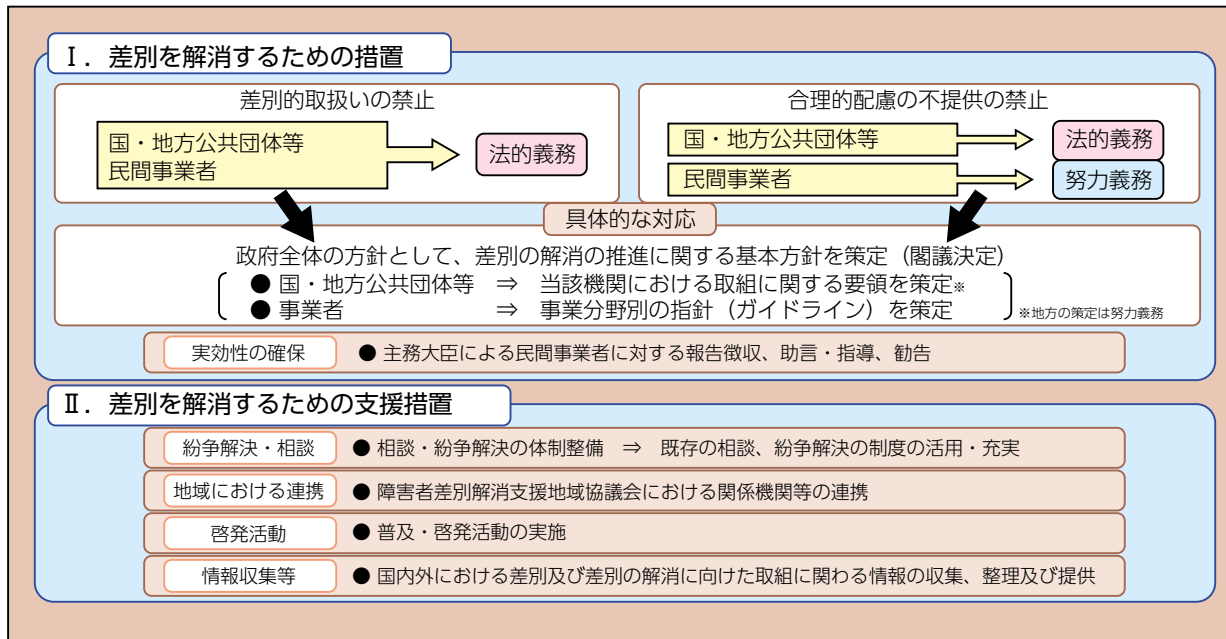 Ⅰ．差別を解消するための措置
差別的取扱いの禁止
国・地方公共団体等
民間事業者
法的義務
合理的配慮の不提供の禁止
国・地方公共団体等
法的義務
民間事業者
努力義務
具体的な対応
政府全体の方針として、差別の解消の推進に関する基本方針を策定（閣議決定）
● 国・地方公共団体等 ⇒ 当該機関における取組に関する要領を策定※
● 事業者 ⇒ 事業分野別の指針（ガイドライン）を策定
※地方の策定は努力義務
実効性の確保 ● 主務大臣による民間事業者に対する報告徴収、助言・指導、勧告
Ⅱ．差別を解消するための支援措置
紛争解決・相談 ● 相談・紛争解決の体制整備 ⇒ 既存の相談、紛争解決の制度の活用・充実
地域における連携 ● 障害者差別解消支援地域協議会における関係機関等の連携
啓発活動 ● 普及・啓発活動の実施
情報収集等 ● 国内外における差別及び差別の解消に向けた取組に関わる情報の収集、整理及び提供